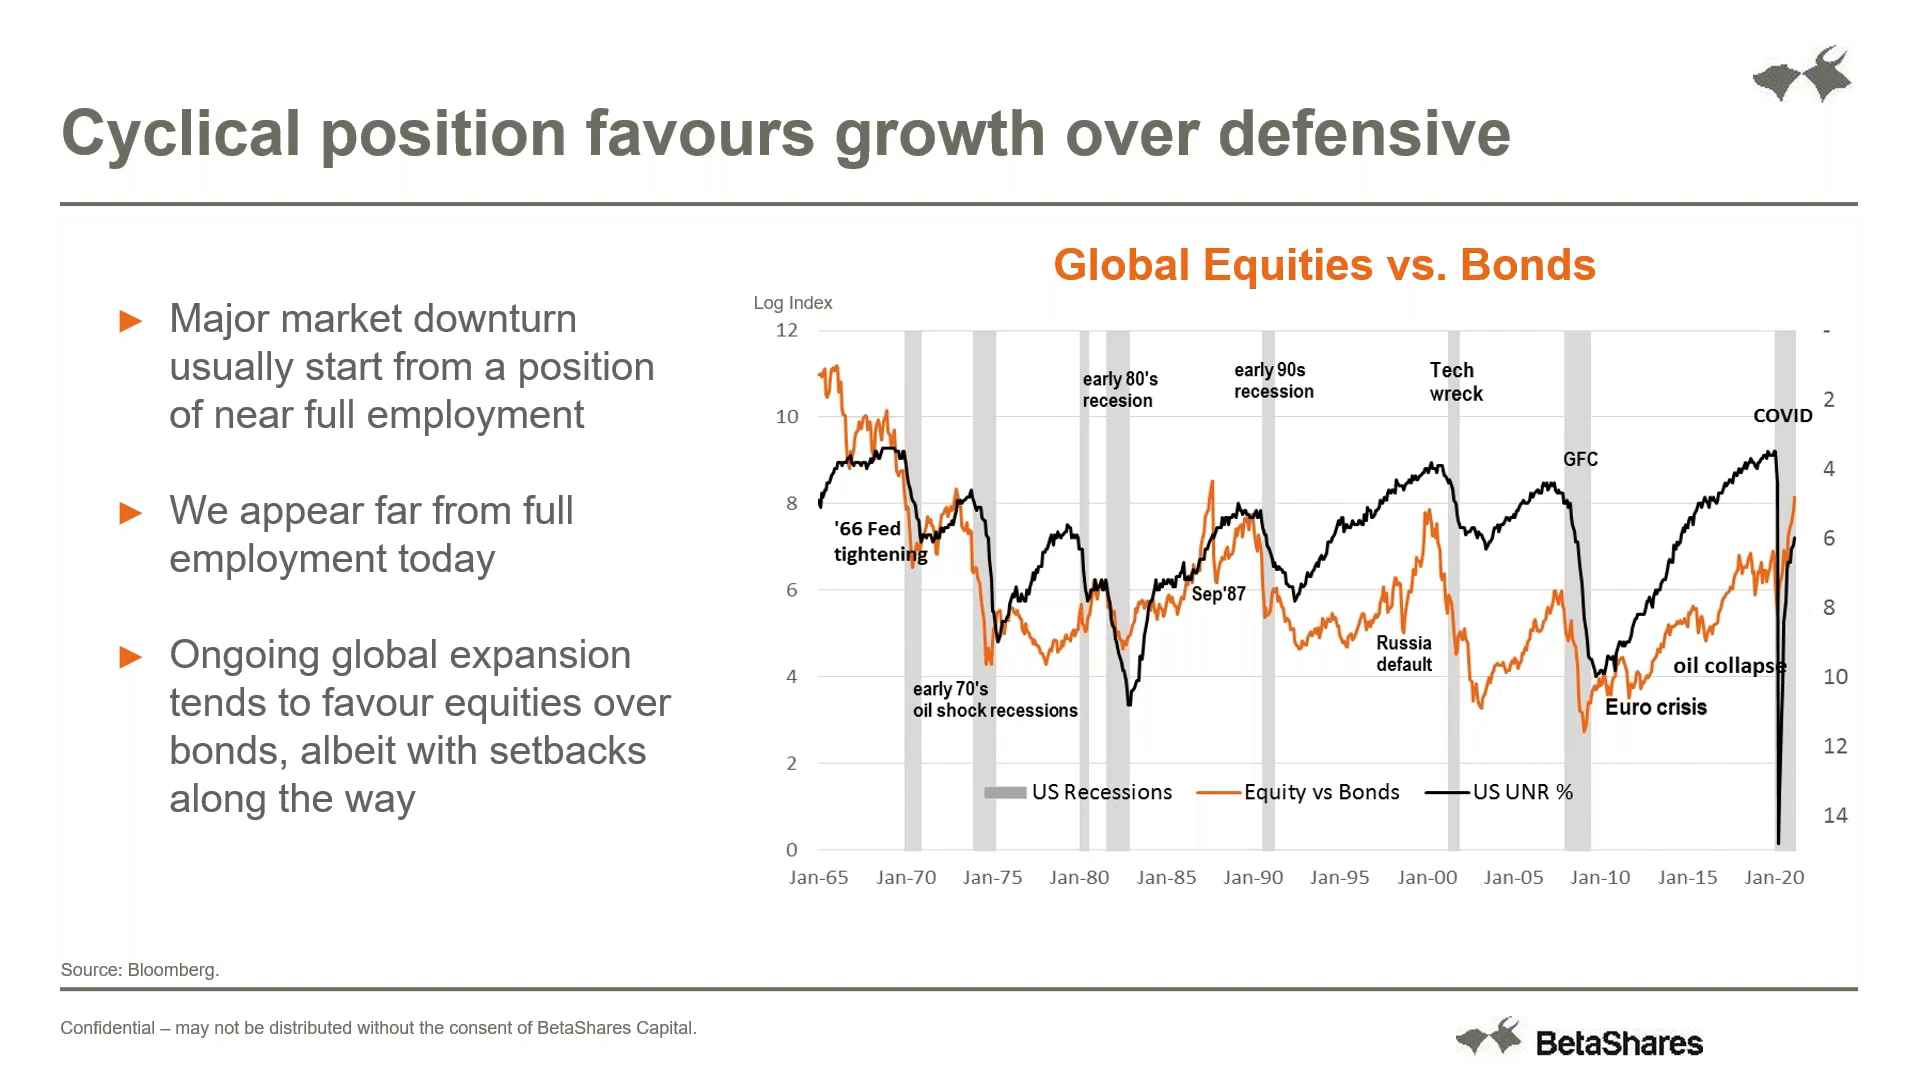 Cyclical position favours growth over defensive
► Major market downturn
usually start from a position
of near full employment
► We appear far from full
employment today
► Ongoing global expansion
tends to favour equities over
bonds, albeit with setbacks
along the way
Global Equities vs. Bonds
Log Index
12
10
8
6
4
2
0
-
2
4
6
8
10
12
14
'66 Fed
tightening
early 70's
oil shock recessions
early 80's
recesion
Sep'87
early 90s
recession
Russia
default
Tech
wreck
GFC
Euro crisis
oil collapse
COVID
US Recessions
Equity vs Bonds
US UNR %
Jan-65 Jan-70 Jan-75 Jan-80 Jan-85 Jan-90 Jan-95 Jan-00 Jan-05 Jan-10 Jan-15 Jan-20
Source: Bloomberg.
Confidential – may not be distributed without the consent of BetaShares Capital.
BetaShares